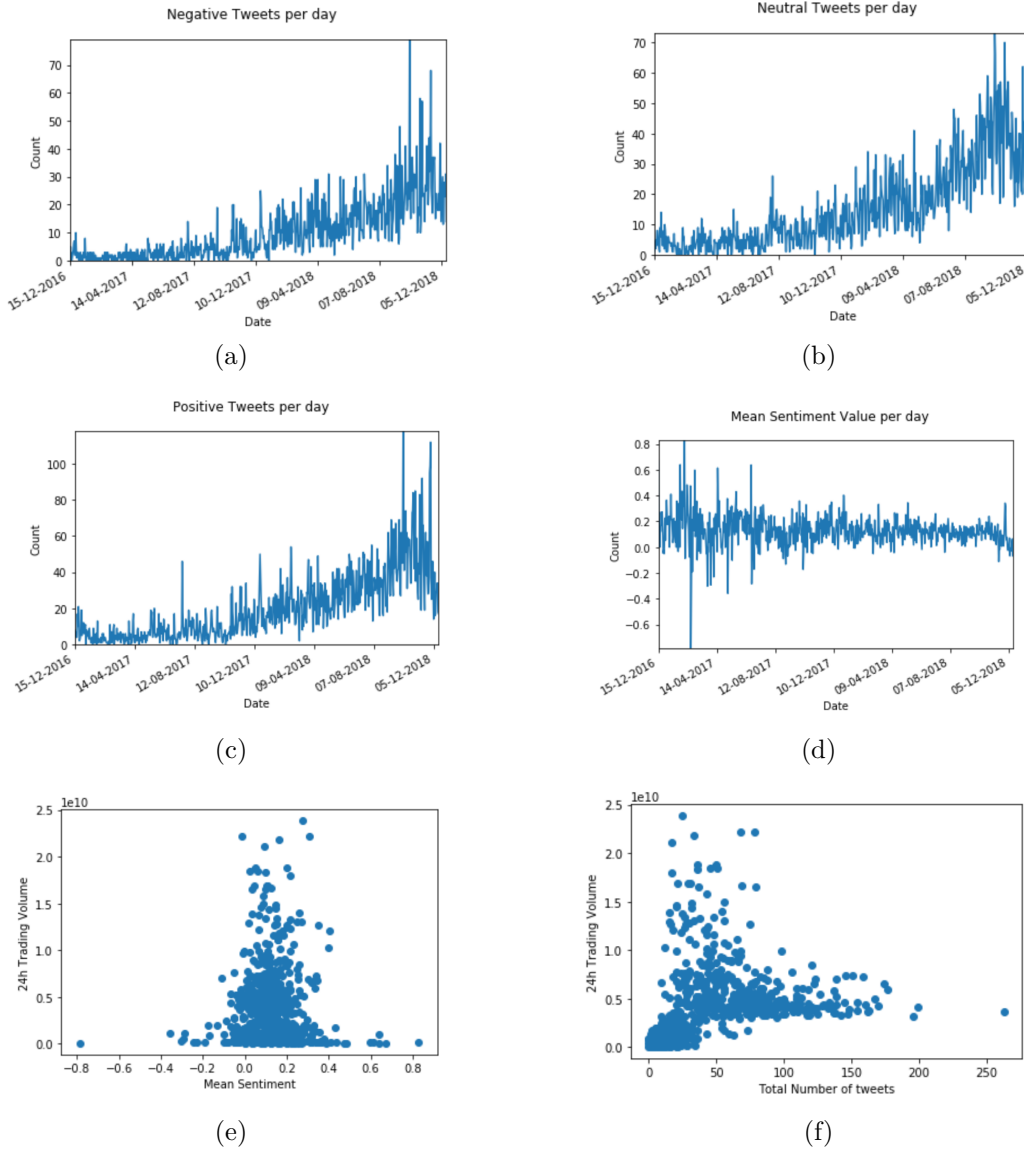 Negative Tweets per day
Count
70
60
50
40
30
20
10
0
15-12-2016
14-04-2017
12-08-2017
10-12-2017
09-04-2018
07-08-2018
05-12-2018
Date
(a)
Neutral Tweets per day
Count
70
60
50
40
30
20
10
0
15-12-2016
14-04-2017
12-08-2017
10-12-2017
09-04-2018
07-08-2018
05-12-2018
Date
(b)
Positive Tweets per day
Count
100
80
60
40
20
0
15-12-2016
14-04-2017
12-08-2017
10-12-2017
09-04-2018
07-08-2018
05-12-2018
Date
(c)
Mean Sentiment Value per day
Count
0.8
0.6
0.4
0.2
0.0
−0.2
−0.4
−0.6
15-12-2016
14-04-2017
12-08-2017
10-12-2017
09-04-2018
07-08-2018
05-12-2018
Date
(d)
1e10
24h Trading Volume
2.5
2.0
1.5
1.0
0.5
0.0
−0.8 −0.6 −0.4 −0.2 0.0 0.2 0.4 0.6 0.8
Mean Sentiment
(e)
1e10
24h Trading Volume
2.5
2.0
1.5
1.0
0.5
0.0
0 50 100 150 200 250
Total Number of tweets
(f)